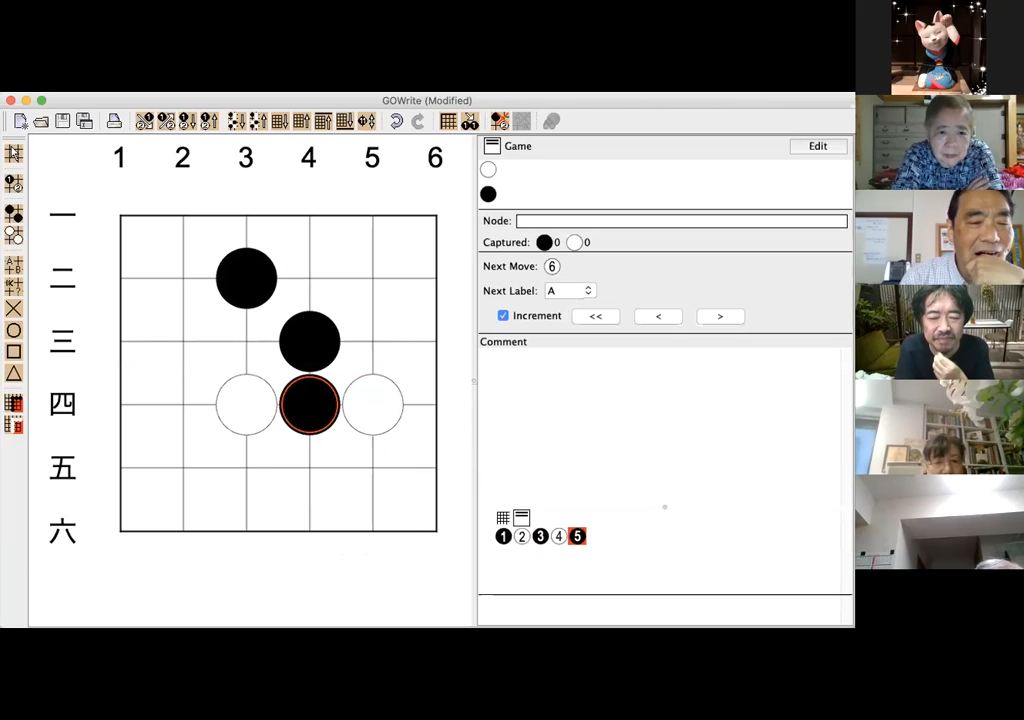 GOWrite (Modified)
1 2 3 4 5 6
一
二
三
四
五
六
Game
Edit
Node:
Captured: 0 0
Next Move: 6
Next Label: A
Increment << < >
Comment
1 2 3 4 5